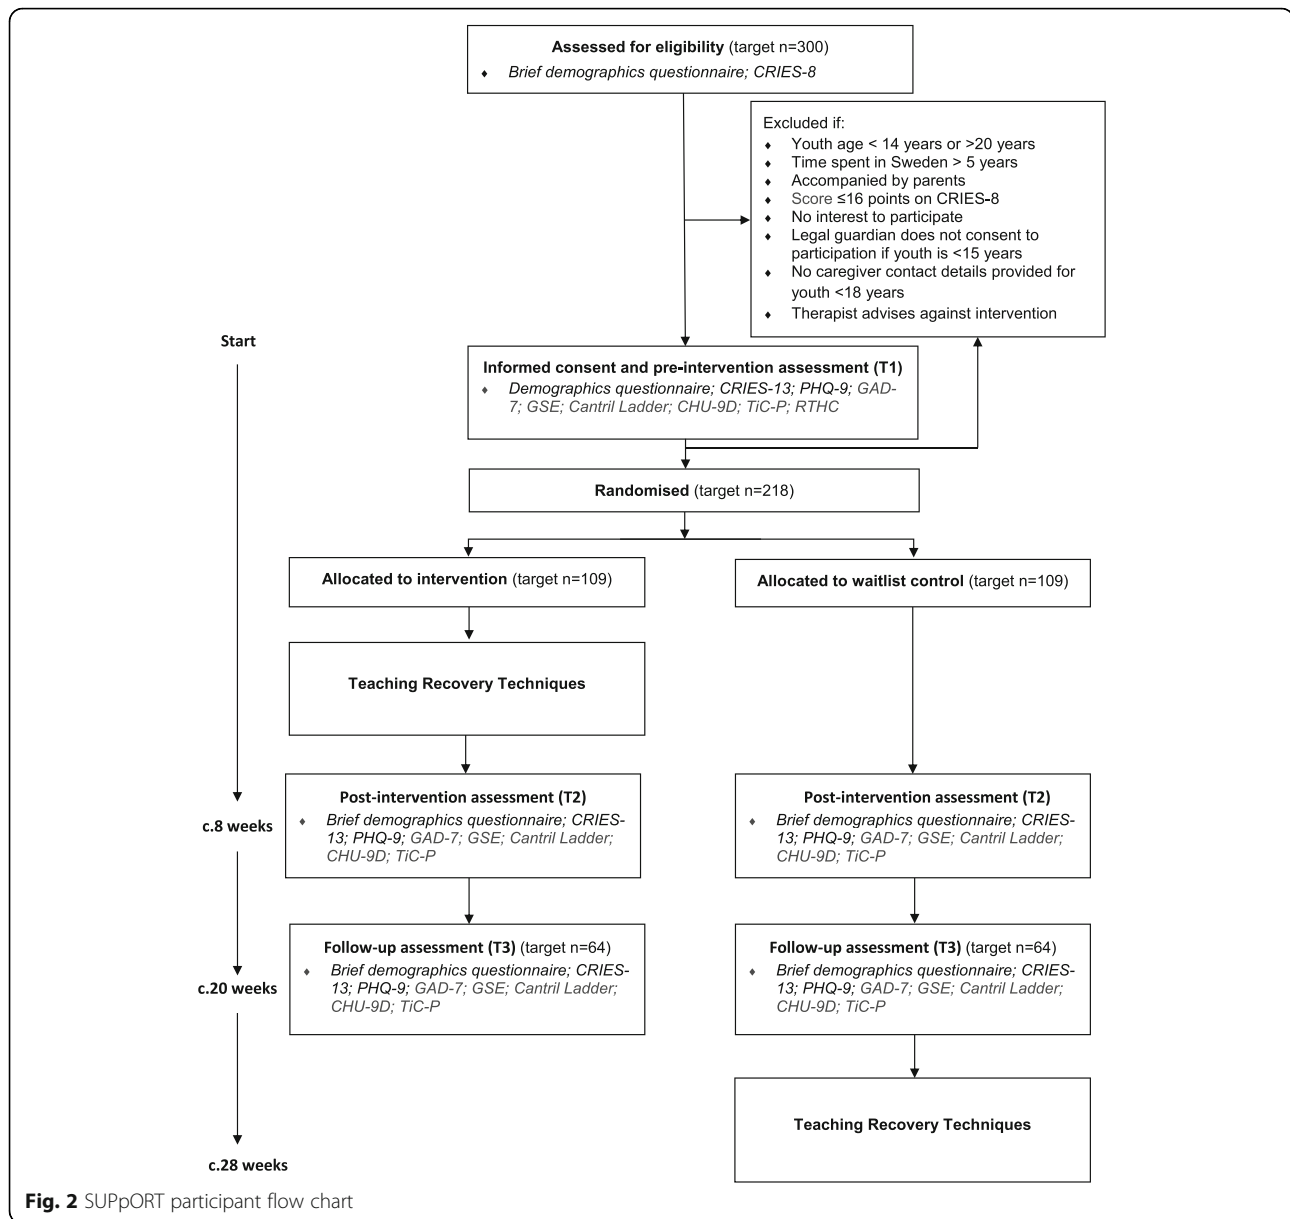 Assessed for eligibility (target n=300)
♦ Brief demographics questionnaire; CRIES-8
Excluded if:
♦ Youth age < 14 years or >20 years
♦ Time spent in Sweden > 5 years
♦ Accompanied by parents
♦ Score ≤16 points on CRIES-8
♦ No interest to participate
♦ Legal guardian does not consent to
participation if youth is <15 years
♦ No caregiver contact details provided for
youth <18 years
♦ Therapist advises against intervention
Start
Informed consent and pre-intervention assessment (T1)
♦ Demographics questionnaire; CRIES-13; PHQ-9; GAD-
7; GSE; Cantril Ladder; CHU-9D; TiC-P; RTHC
Randomised (target n=218)
Allocated to intervention (target n=109)
Allocated to waitlist control (target n=109)
Teaching Recovery Techniques
Post-intervention assessment (T2)
♦ Brief demographics questionnaire; CRIES-
13; PHQ-9; GAD-7; GSE; Cantril Ladder;
CHU-9D; TiC-P
Post-intervention assessment (T2)
♦ Brief demographics questionnaire; CRIES-
13; PHQ-9; GAD-7; GSE; Cantril Ladder;
CHU-9D; TiC-P
c.8 weeks
Follow-up assessment (T3) (target n=64)
♦ Brief demographics questionnaire; CRIES-
13; PHQ-9; GAD-7; GSE; Cantril Ladder;
CHU-9D; TiC-P
Follow-up assessment (T3) (target n=64)
♦ Brief demographics questionnaire; CRIES-
13; PHQ-9; GAD-7; GSE; Cantril Ladder;
CHU-9D; TiC-P
c.20 weeks
Teaching Recovery Techniques
c.28 weeks
Fig. 2 SUPpORT participant flow chart